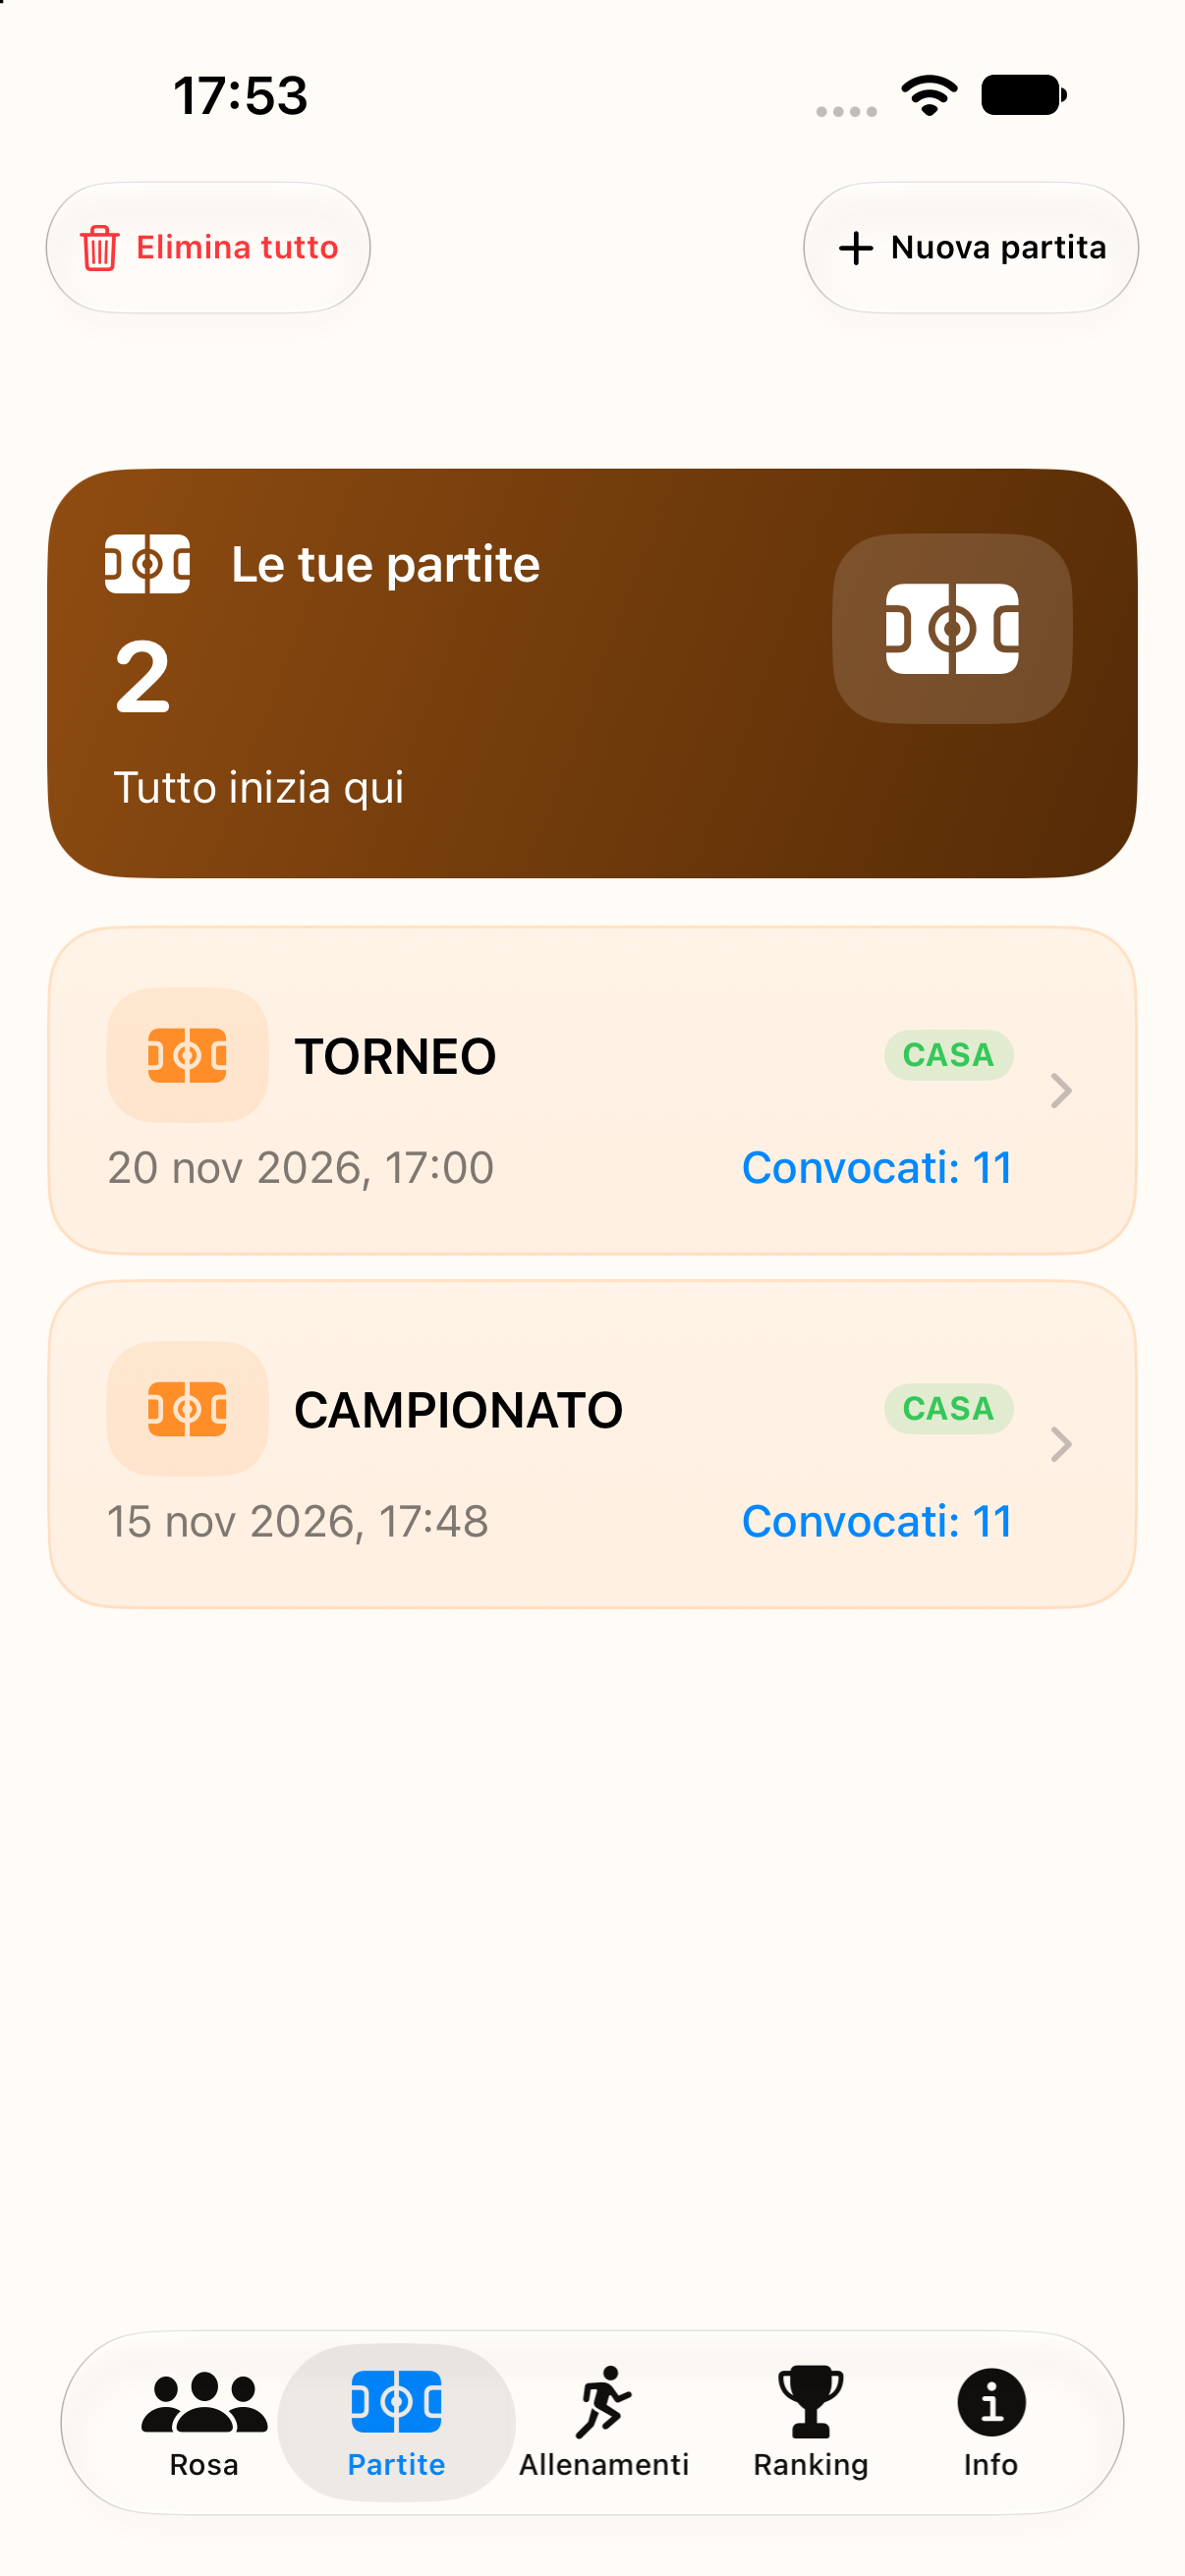 17:53
Elimina tutto
Nuova partita
Le tue partite
2
Tutto inizia qui
TORNEO
CASA
20 nov 2026, 17:00
Convocati: 11
CAMPIONATO
CASA
15 nov 2026, 17:48
Convocati: 11
Rosa
Partite
Allenamenti
Ranking
Info